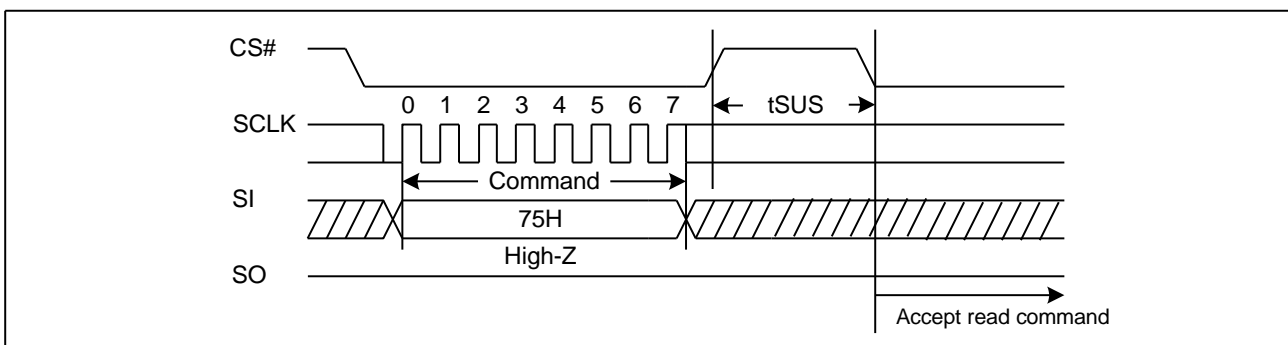 CS#
0 1 2 3 4 5 6 7
tSUS
SCLK
Command
SI
75H
High-Z
SO
Accept read command